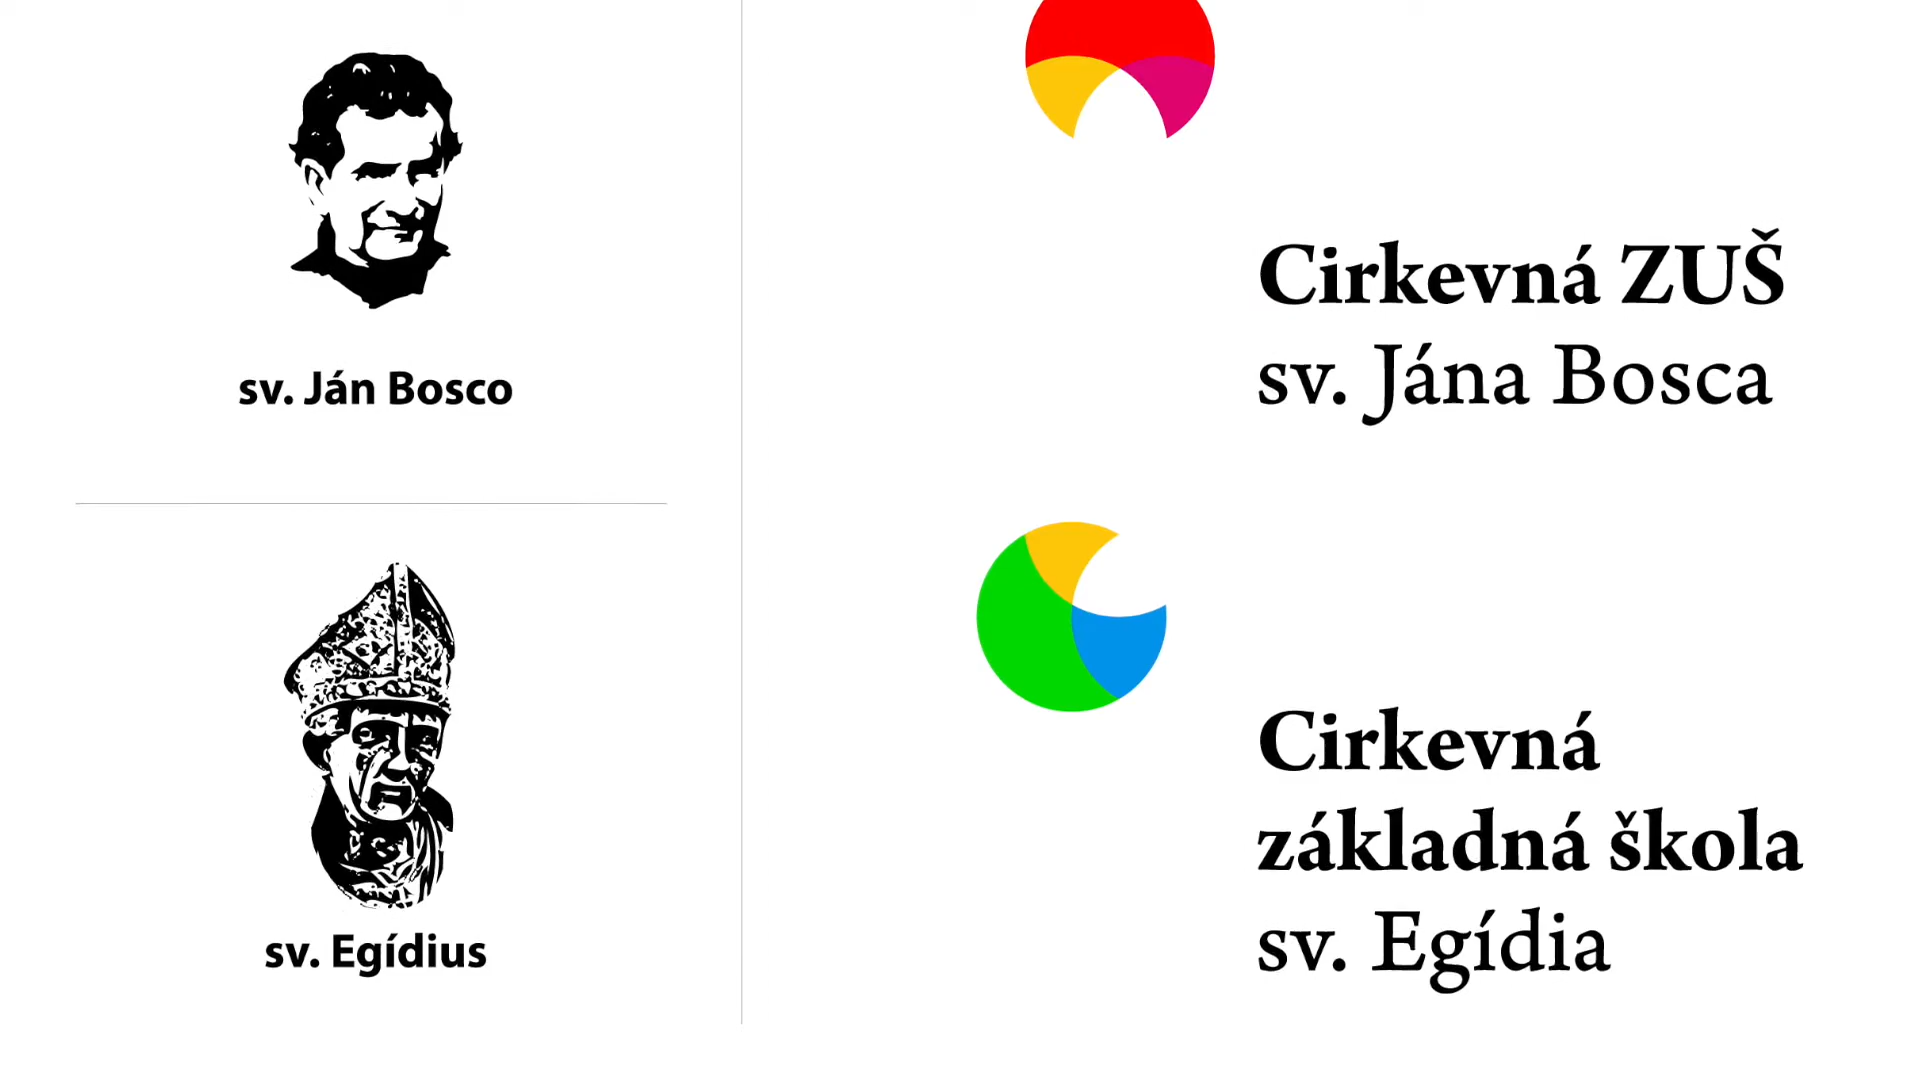 sv. Ján Bosco
sv. Egídius
Cirkevná ZUŠ
sv. Jána Bosca
Cirkevná
základná škola
sv. Egídia